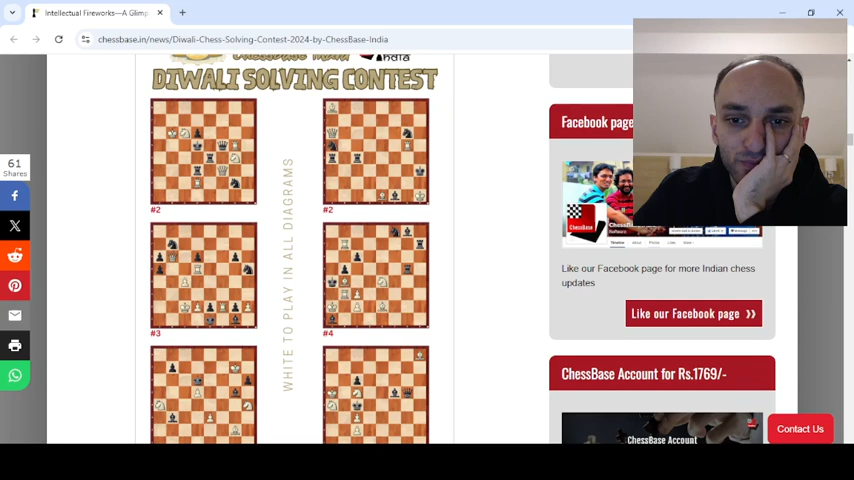 Intellectual Fireworks—A Glimp
chessbase.in/news/Diwali-Chess-Solving-Contest-2024-by-ChessBase-India
ChessBase India
DIWALI SOLVING CONTEST
61
Shares
#2
#2
WHITE TO PLAY IN ALL DIAGRAMS
#3
#4
Facebook page
Like our Facebook page for more Indian chess
updates
Like our Facebook page »
ChessBase Account for Rs.1769/-
ChessBase Account
Contact Us